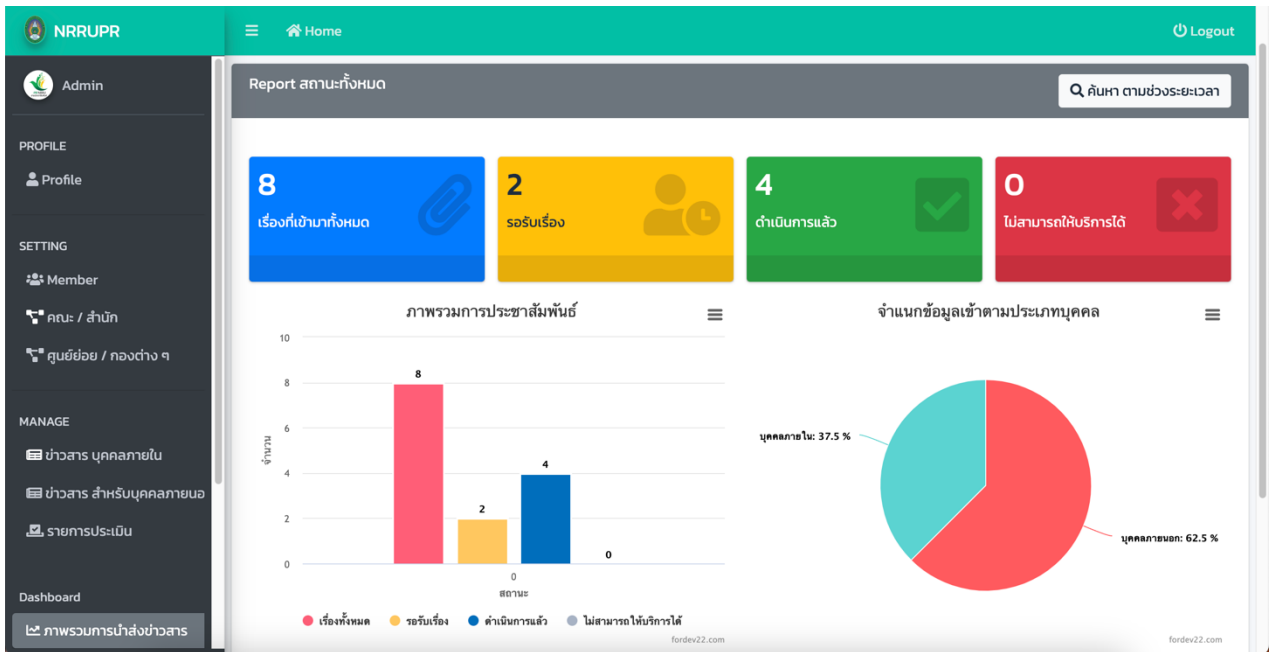 NRRUPR
Home
Logout
Admin
Report สถานะทั้งหมด
ค้นหา ตามช่วงระยะเวลา
PROFILE
Profile
SETTING
Member
คณะ / สำนัก
ศูนย์ย่อย / กองต่าง ๆ
MANAGE
ข่าวสาร บุคคลภายใน
ข่าวสาร สำหรับบุคคลภายนอ
รายการประเมิน
Dashboard
ภาพรวมการนำส่งข่าวสาร
8
เรื่องที่เข้ามาทั้งหมด
2
รอรับเรื่อง
4
ดำเนินการแล้ว
0
ไม่สามารถให้บริการได้
ภาพรวมการประชาสัมพันธ์
10
8
6
4
2
0
จำนวน
8
2
4
0
0
สถานะ
เรื่องทั้งหมด
รอรับเรื่อง
ดำเนินการแล้ว
ไม่สามารถให้บริการได้
fordev22.com
จำแนกข้อมูลเข้าตามประเภทบุคคล
บุคคลภายใน: 37.5 %
บุคคลภายนอก: 62.5 %
fordev22.com